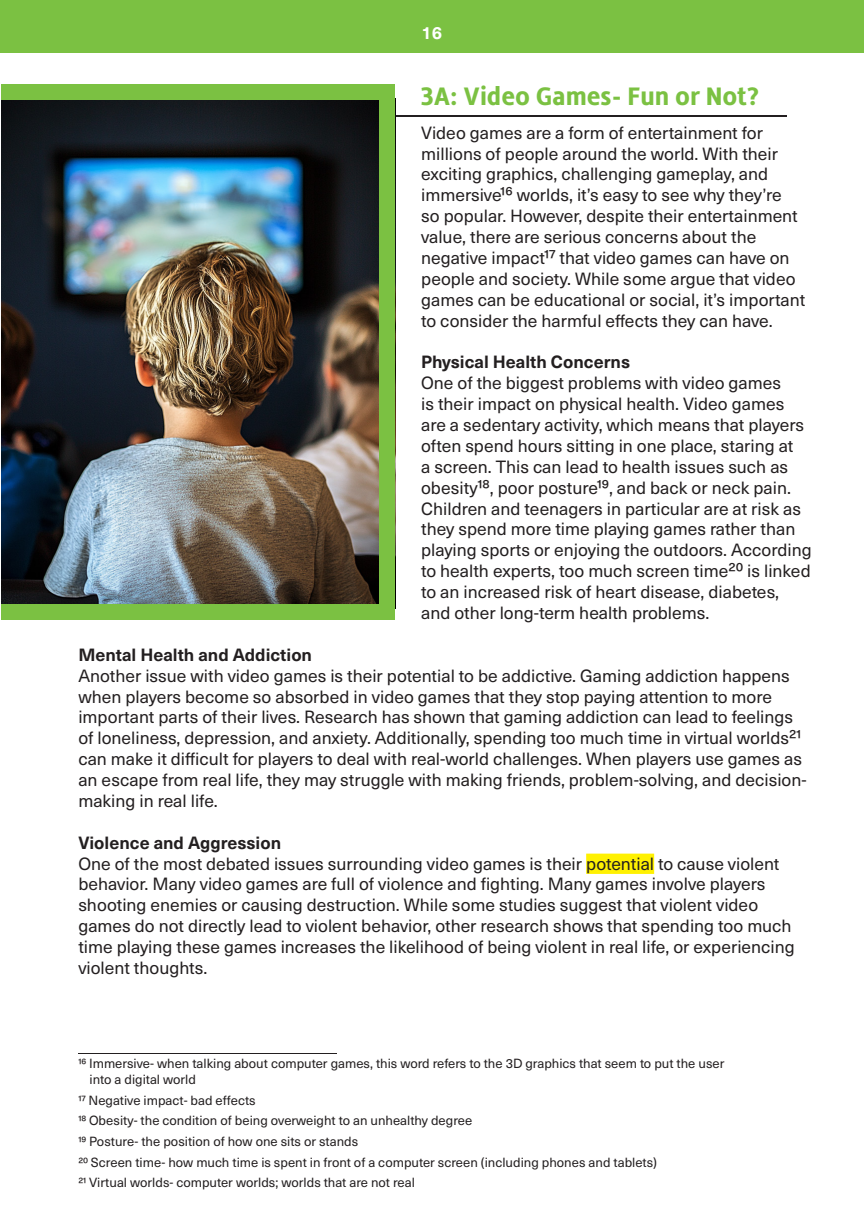 16
3A: Video Games- Fun or Not?
Video games are a form of entertainment for
millions of people around the world. With their
exciting graphics, challenging gameplay, and
immersive¹⁶ worlds, it's easy to see why they're
so popular. However, despite their entertainment
value, there are serious concerns about the
negative impact¹⁷ that video games can have on
people and society. While some argue that video
games can be educational or social, it's important
to consider the harmful effects they can have.
Physical Health Concerns
One of the biggest problems with video games
is their impact on physical health. Video games
are a sedentary activity, which means that players
often spend hours sitting in one place, staring at
a screen. This can lead to health issues such as
obesity¹⁸, poor posture¹⁹, and back or neck pain.
Children and teenagers in particular are at risk as
they spend more time playing games rather than
playing sports or enjoying the outdoors. According
to health experts, too much screen time²⁰ is linked
to an increased risk of heart disease, diabetes,
and other long-term health problems.
Mental Health and Addiction
Another issue with video games is their potential to be addictive. Gaming addiction happens
when players become so absorbed in video games that they stop paying attention to more
important parts of their lives. Research has shown that gaming addiction can lead to feelings
of loneliness, depression, and anxiety. Additionally, spending too much time in virtual worlds²¹
can make it difficult for players to deal with real-world challenges. When players use games as
an escape from real life, they may struggle with making friends, problem-solving, and decision-
making in real life.
Violence and Aggression
One of the most debated issues surrounding video games is their potential to cause violent
behavior. Many video games are full of violence and fighting. Many games involve players
shooting enemies or causing destruction. While some studies suggest that violent video
games do not directly lead to violent behavior, other research shows that spending too much
time playing these games increases the likelihood of being violent in real life, or experiencing
violent thoughts.
¹⁶ Immersive- when talking about computer games, this word refers to the 3D graphics that seem to put the user
into a digital world
¹⁷ Negative impact- bad effects
¹⁸ Obesity- the condition of being overweight to an unhealthy degree
¹⁹ Posture- the position of how one sits or stands
²⁰ Screen time- how much time is spent in front of a computer screen (including phones and tablets)
²¹ Virtual worlds- computer worlds; worlds that are not real